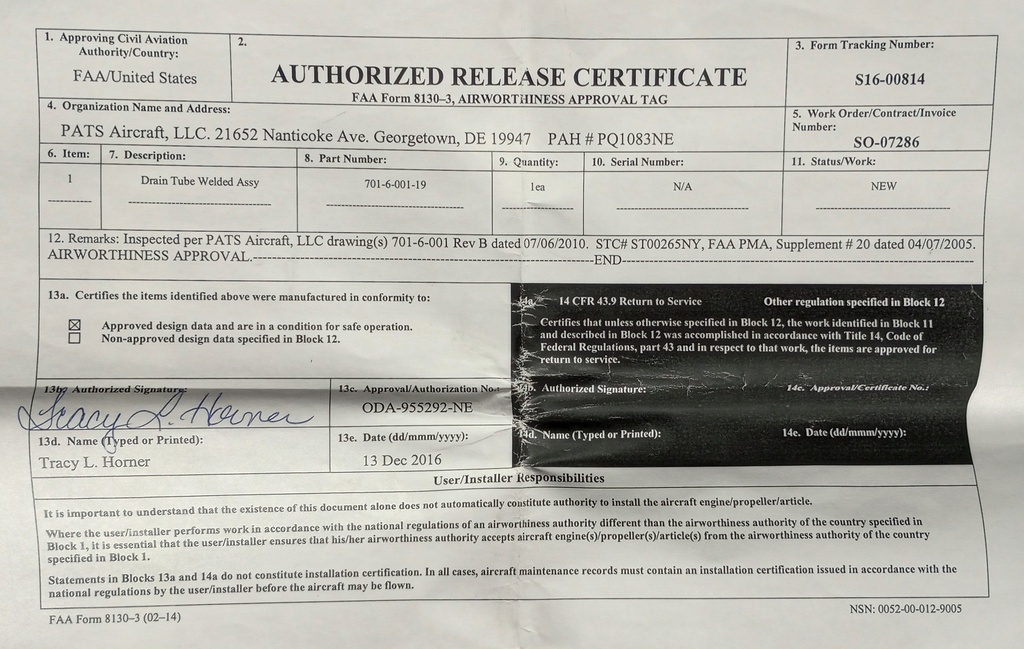 1. Approving Civil Aviation
Authority/Country:
FAA/United States
2.
AUTHORIZED RELEASE CERTIFICATE
FAA Form 8130–3, AIRWORTHINESS APPROVAL TAG
3. Form Tracking Number:
S16-00814
4. Organization Name and Address:
PATS Aircraft, LLC. 21652 Nanticoke Ave. Georgetown, DE 19947 PAH # PQ1083NE
5. Work Order/Contract/Invoice
Number:
SO-07286
6. Item: 7. Description: 8. Part Number: 9. Quantity: 10. Serial Number: 11. Status/Work:
1 Drain Tube Welded Assy 701-6-001-19 1ea N/A NEW
12. Remarks: Inspected per PATS Aircraft, LLC drawing(s) 701-6-001 Rev B dated 07/06/2010. STC# ST00265NY, FAA PMA, Supplement # 20 dated 04/07/2005.
AIRWORTHINESS APPROVAL.-----END-----
13a. Certifies the items identified above were manufactured in conformity to:
☒ Approved design data and are in a condition for safe operation.
☐ Non-approved design data specified in Block 12.
14a. 14 CFR 43.9 Return to Service Other regulation specified in Block 12
Certifies that unless otherwise specified in Block 12, the work identified in Block 11
and described in Block 12 was accomplished in accordance with Title 14, Code of
Federal Regulations, part 43 and in respect to that work, the items are approved for
return to service.
13b. Authorized Signature:
Tracy L. Horner
13c. Approval/Authorization No.:
ODA-955292-NE
14b. Authorized Signature:
14c. Approval/Certificate No.:
13d. Name (Typed or Printed):
Tracy L. Horner
13e. Date (dd/mmm/yyyy):
13 Dec 2016
14d. Name (Typed or Printed):
14e. Date (dd/mmm/yyyy):
User/Installer Responsibilities
It is important to understand that the existence of this document alone does not automatically constitute authority to install the aircraft engine/propeller/article.
Where the user/installer performs work in accordance with the national regulations of an airworthiness authority different than the airworthiness authority of the country specified in
Block 1, it is essential that the user/installer ensures that his/her airworthiness authority accepts aircraft engine(s)/propeller(s)/article(s) from the airworthiness authority of the country
specified in Block 1.
Statements in Blocks 13a and 14a do not constitute installation certification. In all cases, aircraft maintenance records must contain an installation certification issued in accordance with the
national regulations by the user/installer before the aircraft may be flown.
FAA Form 8130–3 (02–14)
NSN: 0052-00-012-9005